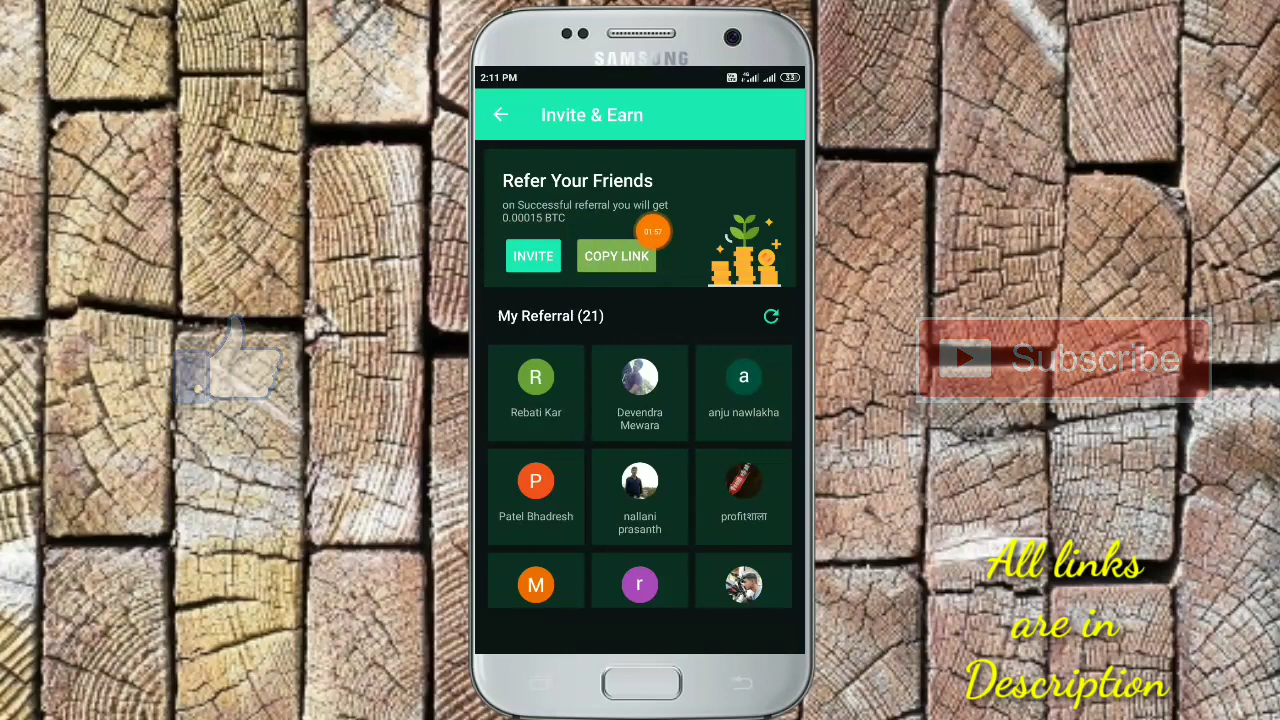 SAMSUNG
2:11 PM
4G
33
Invite & Earn
Refer Your Friends
on Successful referral you will get
0.00015 BTC
01:57
INVITE
COPY LINK
My Referral (21)
R
a
Rebati Kar
Devendra
Mewara
anju nawlakha
P
Patel Bhadresh
nallani
prasanth
profitशाला
M
r
Subscribe
All links
are in
Description